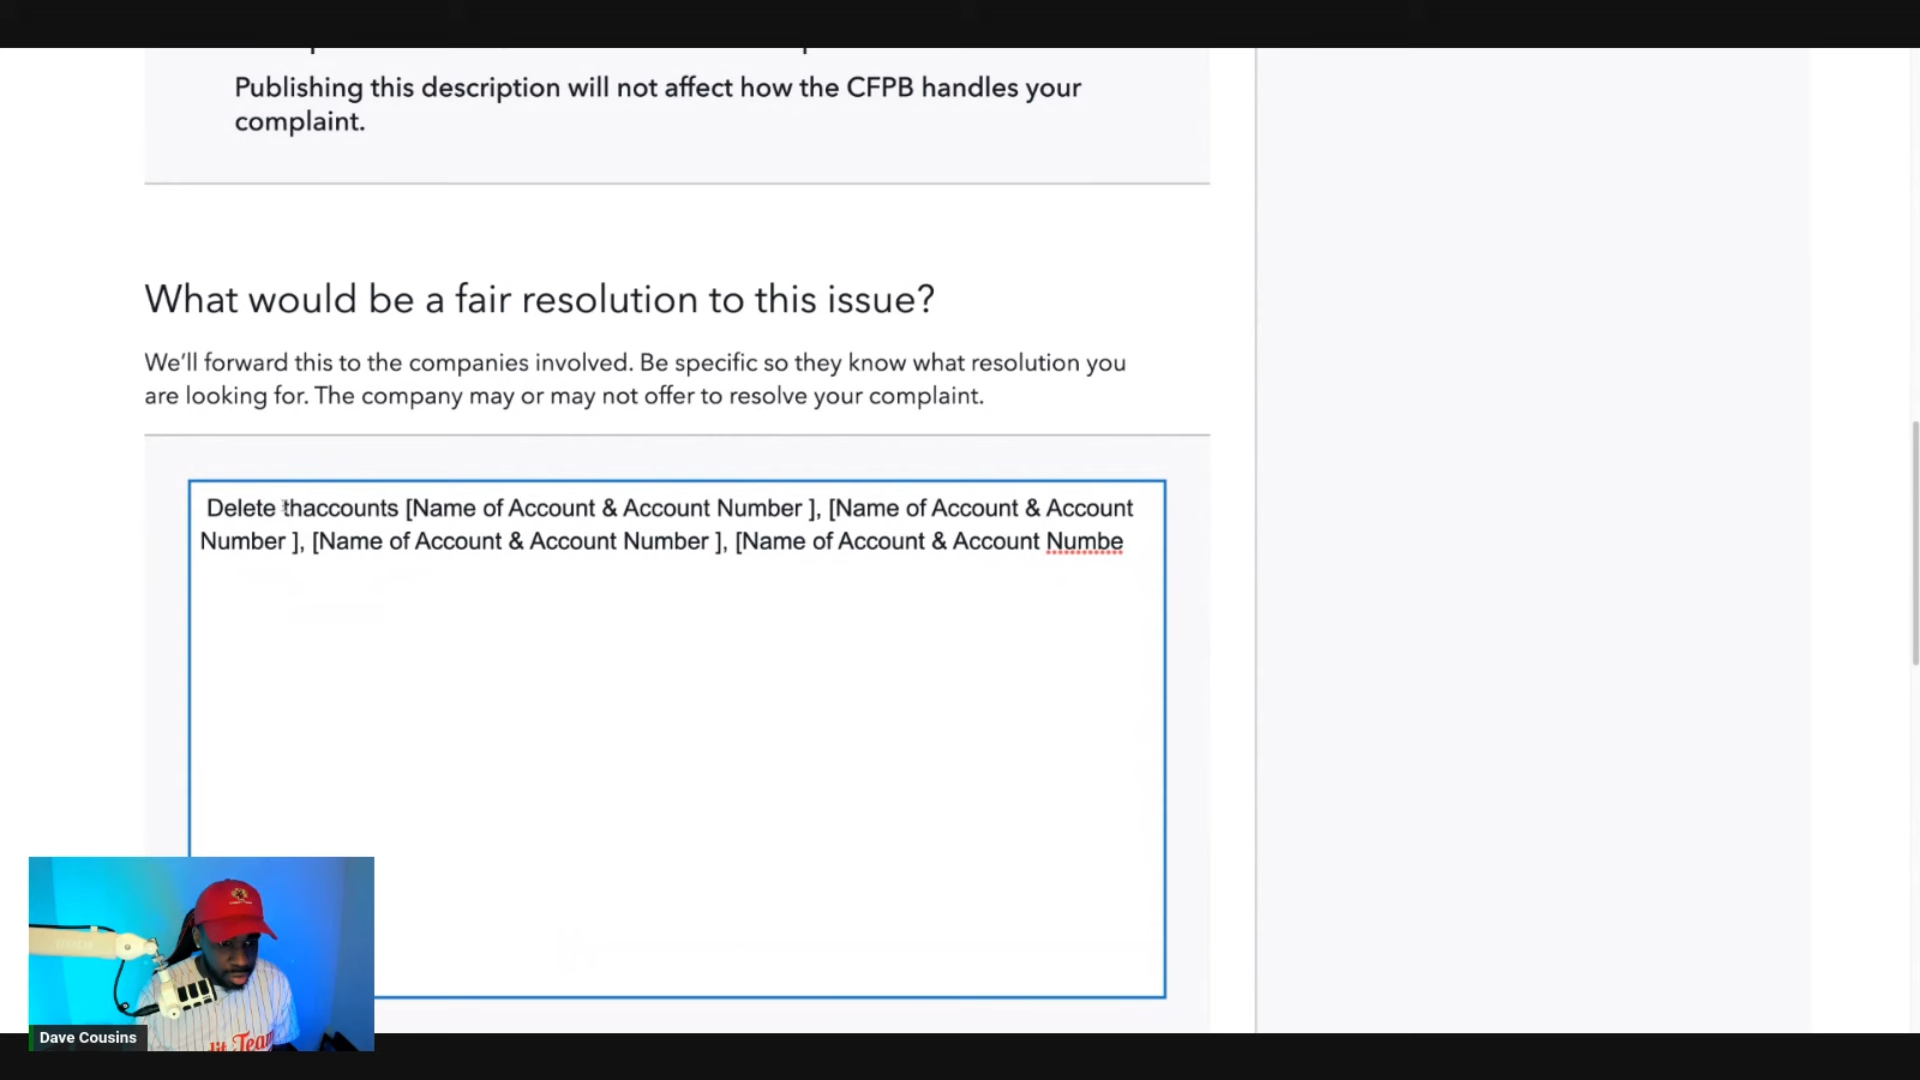 Publishing this description will not affect how the CFPB handles your
complaint.
What would be a fair resolution to this issue?
We'll forward this to the companies involved. Be specific so they know what resolution you
are looking for. The company may or may not offer to resolve your complaint.
Delete thaccounts [Name of Account & Account Number ], [Name of Account & Account
Number ], [Name of Account & Account Number ], [Name of Account & Account Numbe
Dave Cousins